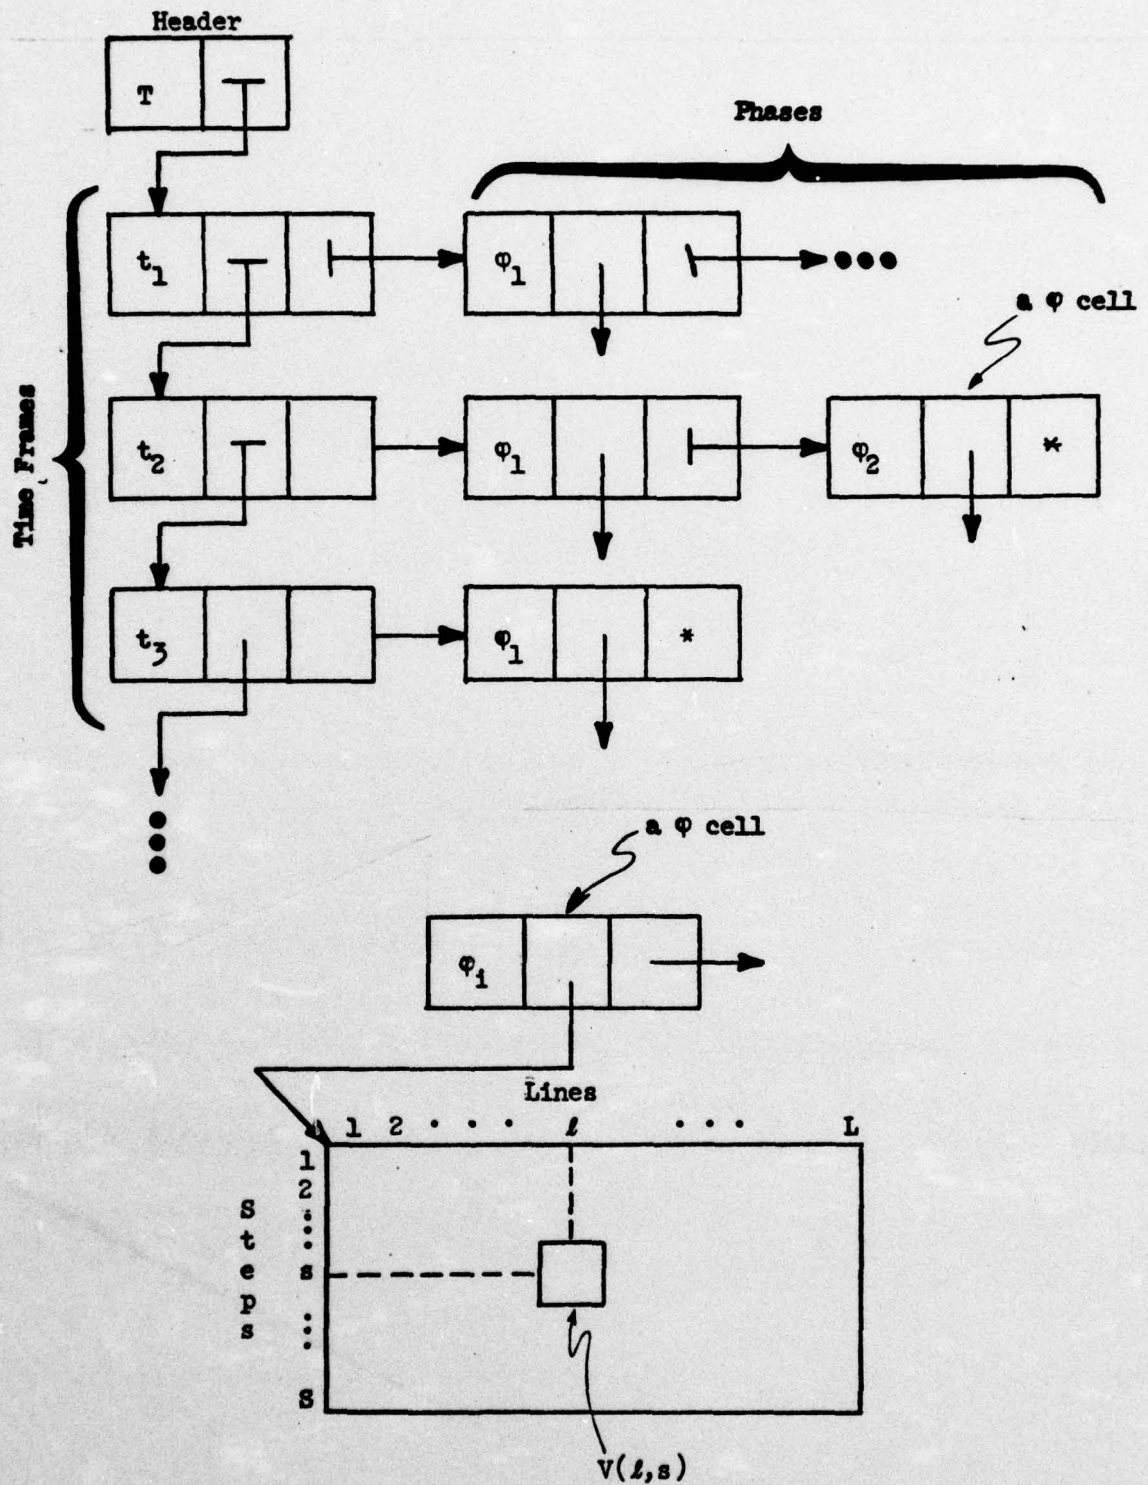 Header
T
Phases
t₁ φ₁ •••
a φ cell
Time Frames
t₂ φ₁ φ₂ *
t₃ φ₁ *
•••
a φ cell
φᵢ
Lines
1 2 • • • ℓ • • • L
Steps
1
2
•••
s
•••
S
V(ℓ,s)